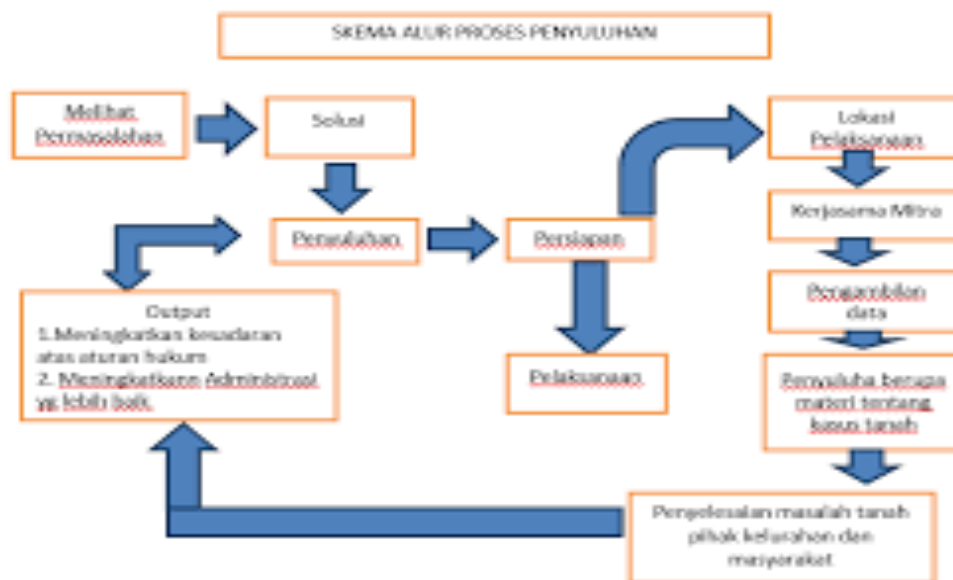 SKEMA ALUR PROSES PENYULUHAN
Melihat
Permasalahan
Solusi
Penyuluhan
Persiapan
Pelaksanaan
Lokasi
Pelaksanaan
Kerjasama Mitra
Pengambilan
data
Penyuluha berupa
materi tentang
kasus tanah
Penyelesaian masalah tanah
pihak kelurahan dan
masyarakat
Output
1.Meningkatkan kesadaran
atas aturan hukum
2. Meningkatkann Administrasi
yg lebih baik